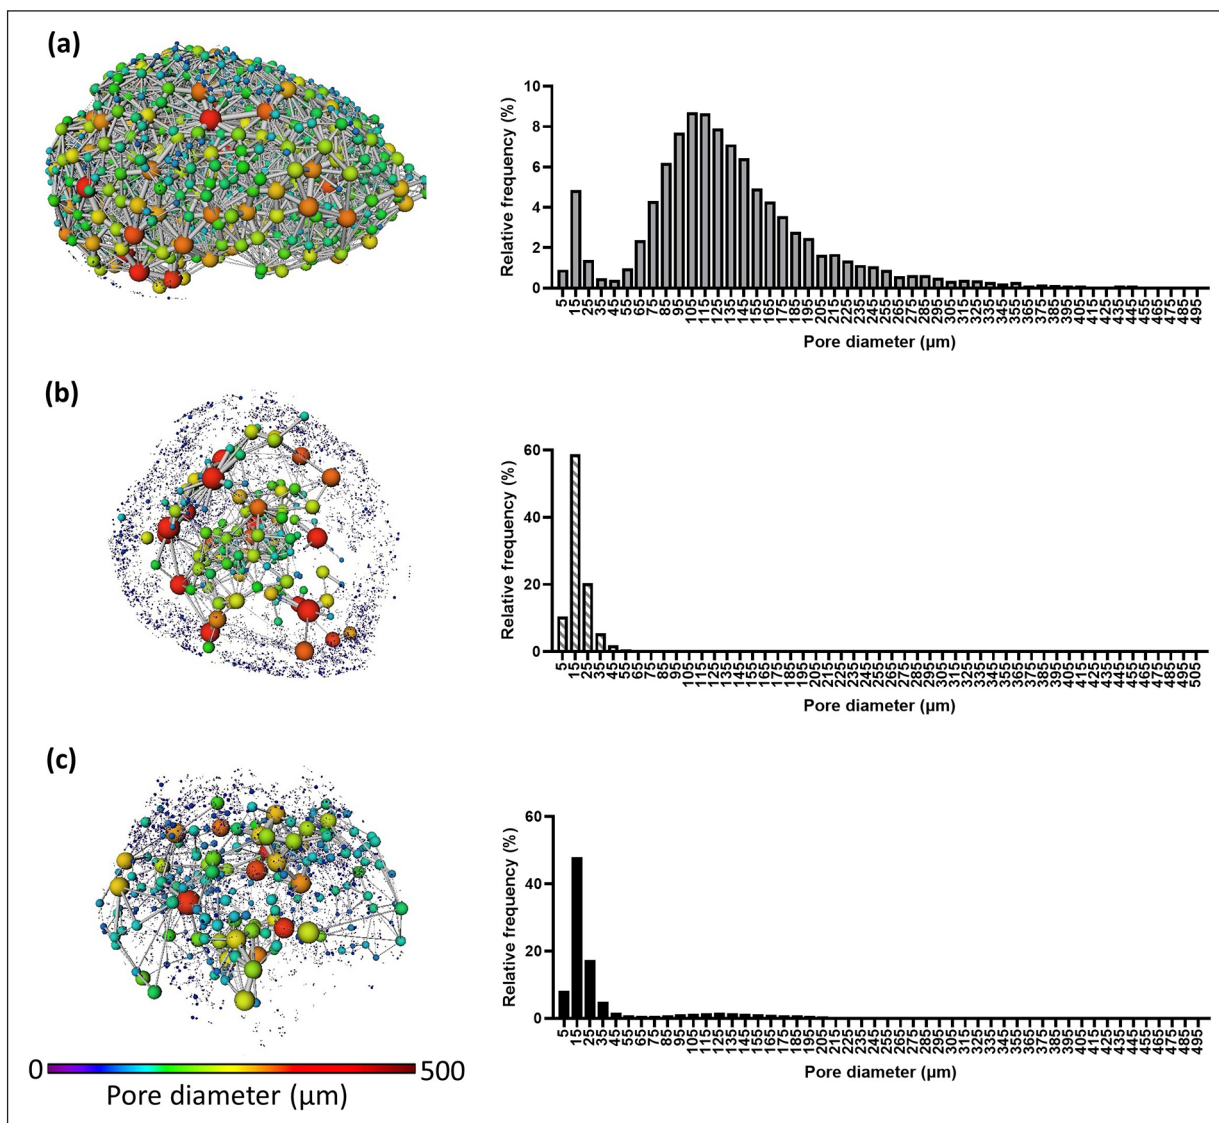 (a)
Relative frequency (%)
10
8
6
4
2
0
5 15 25 35 45 55 65 75 85 95 105 115 125 135 145 155 165 175 185 195 205 215 225 235 245 255 265 275 285 295 305 315 325 335 345 355 365 375 385 395 405 415 425 435 445 455 465 475 485 495
Pore diameter (µm)
(b)
Relative frequency (%)
60
40
20
0
5 15 25 35 45 55 65 75 85 95 105 115 125 135 145 155 165 175 185 195 205 215 225 235 245 255 265 275 285 295 305 315 325 335 345 355 365 375 385 395 405 415 425 435 445 455 465 475 485 495 505
Pore diameter (µm)
(c)
Relative frequency (%)
60
40
20
0
5 15 25 35 45 55 65 75 85 95 105 115 125 135 145 155 165 175 185 195 205 215 225 235 245 255 265 275 285 295 305 315 325 335 345 355 365 375 385 395 405 415 425 435 445 455 465 475 485 495
Pore diameter (µm)
0 500
Pore diameter (µm)